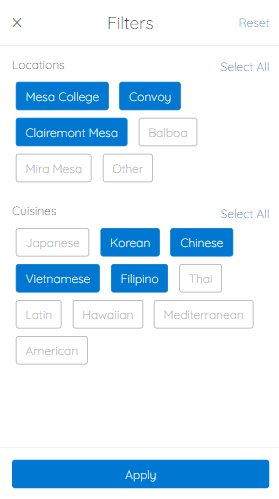 × Filters Reset
Locations Select All
Mesa College Convoy
Clairemont Mesa Balboa
Mira Mesa Other
Cuisines Select All
Japanese Korean Chinese
Vietnamese Filipino Thai
Latin Hawaiian Mediterranean
American
Apply